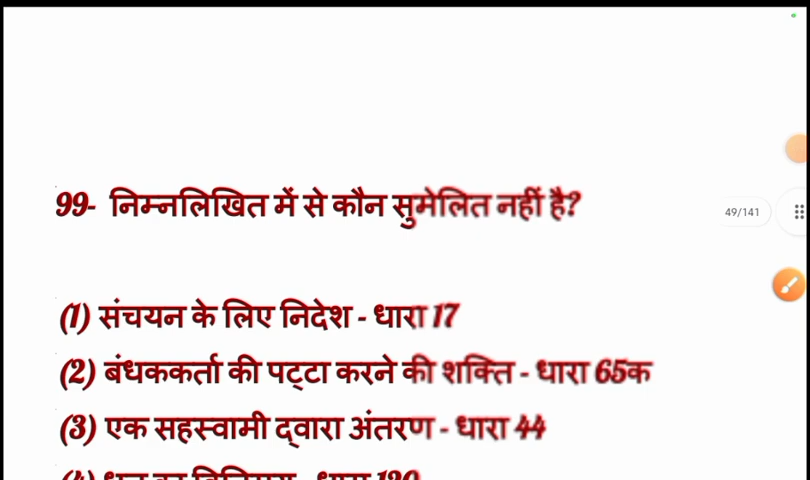 99- निम्नलिखित में से कौन सुमेलित नहीं है?
49/141
(1) संचयन के लिए निदेश - धारा 17
(2) बंधककर्ता की पट्टा करने की शक्ति - धारा 65क
(3) एक सहस्वामी द्वारा अंतरण - धारा 44